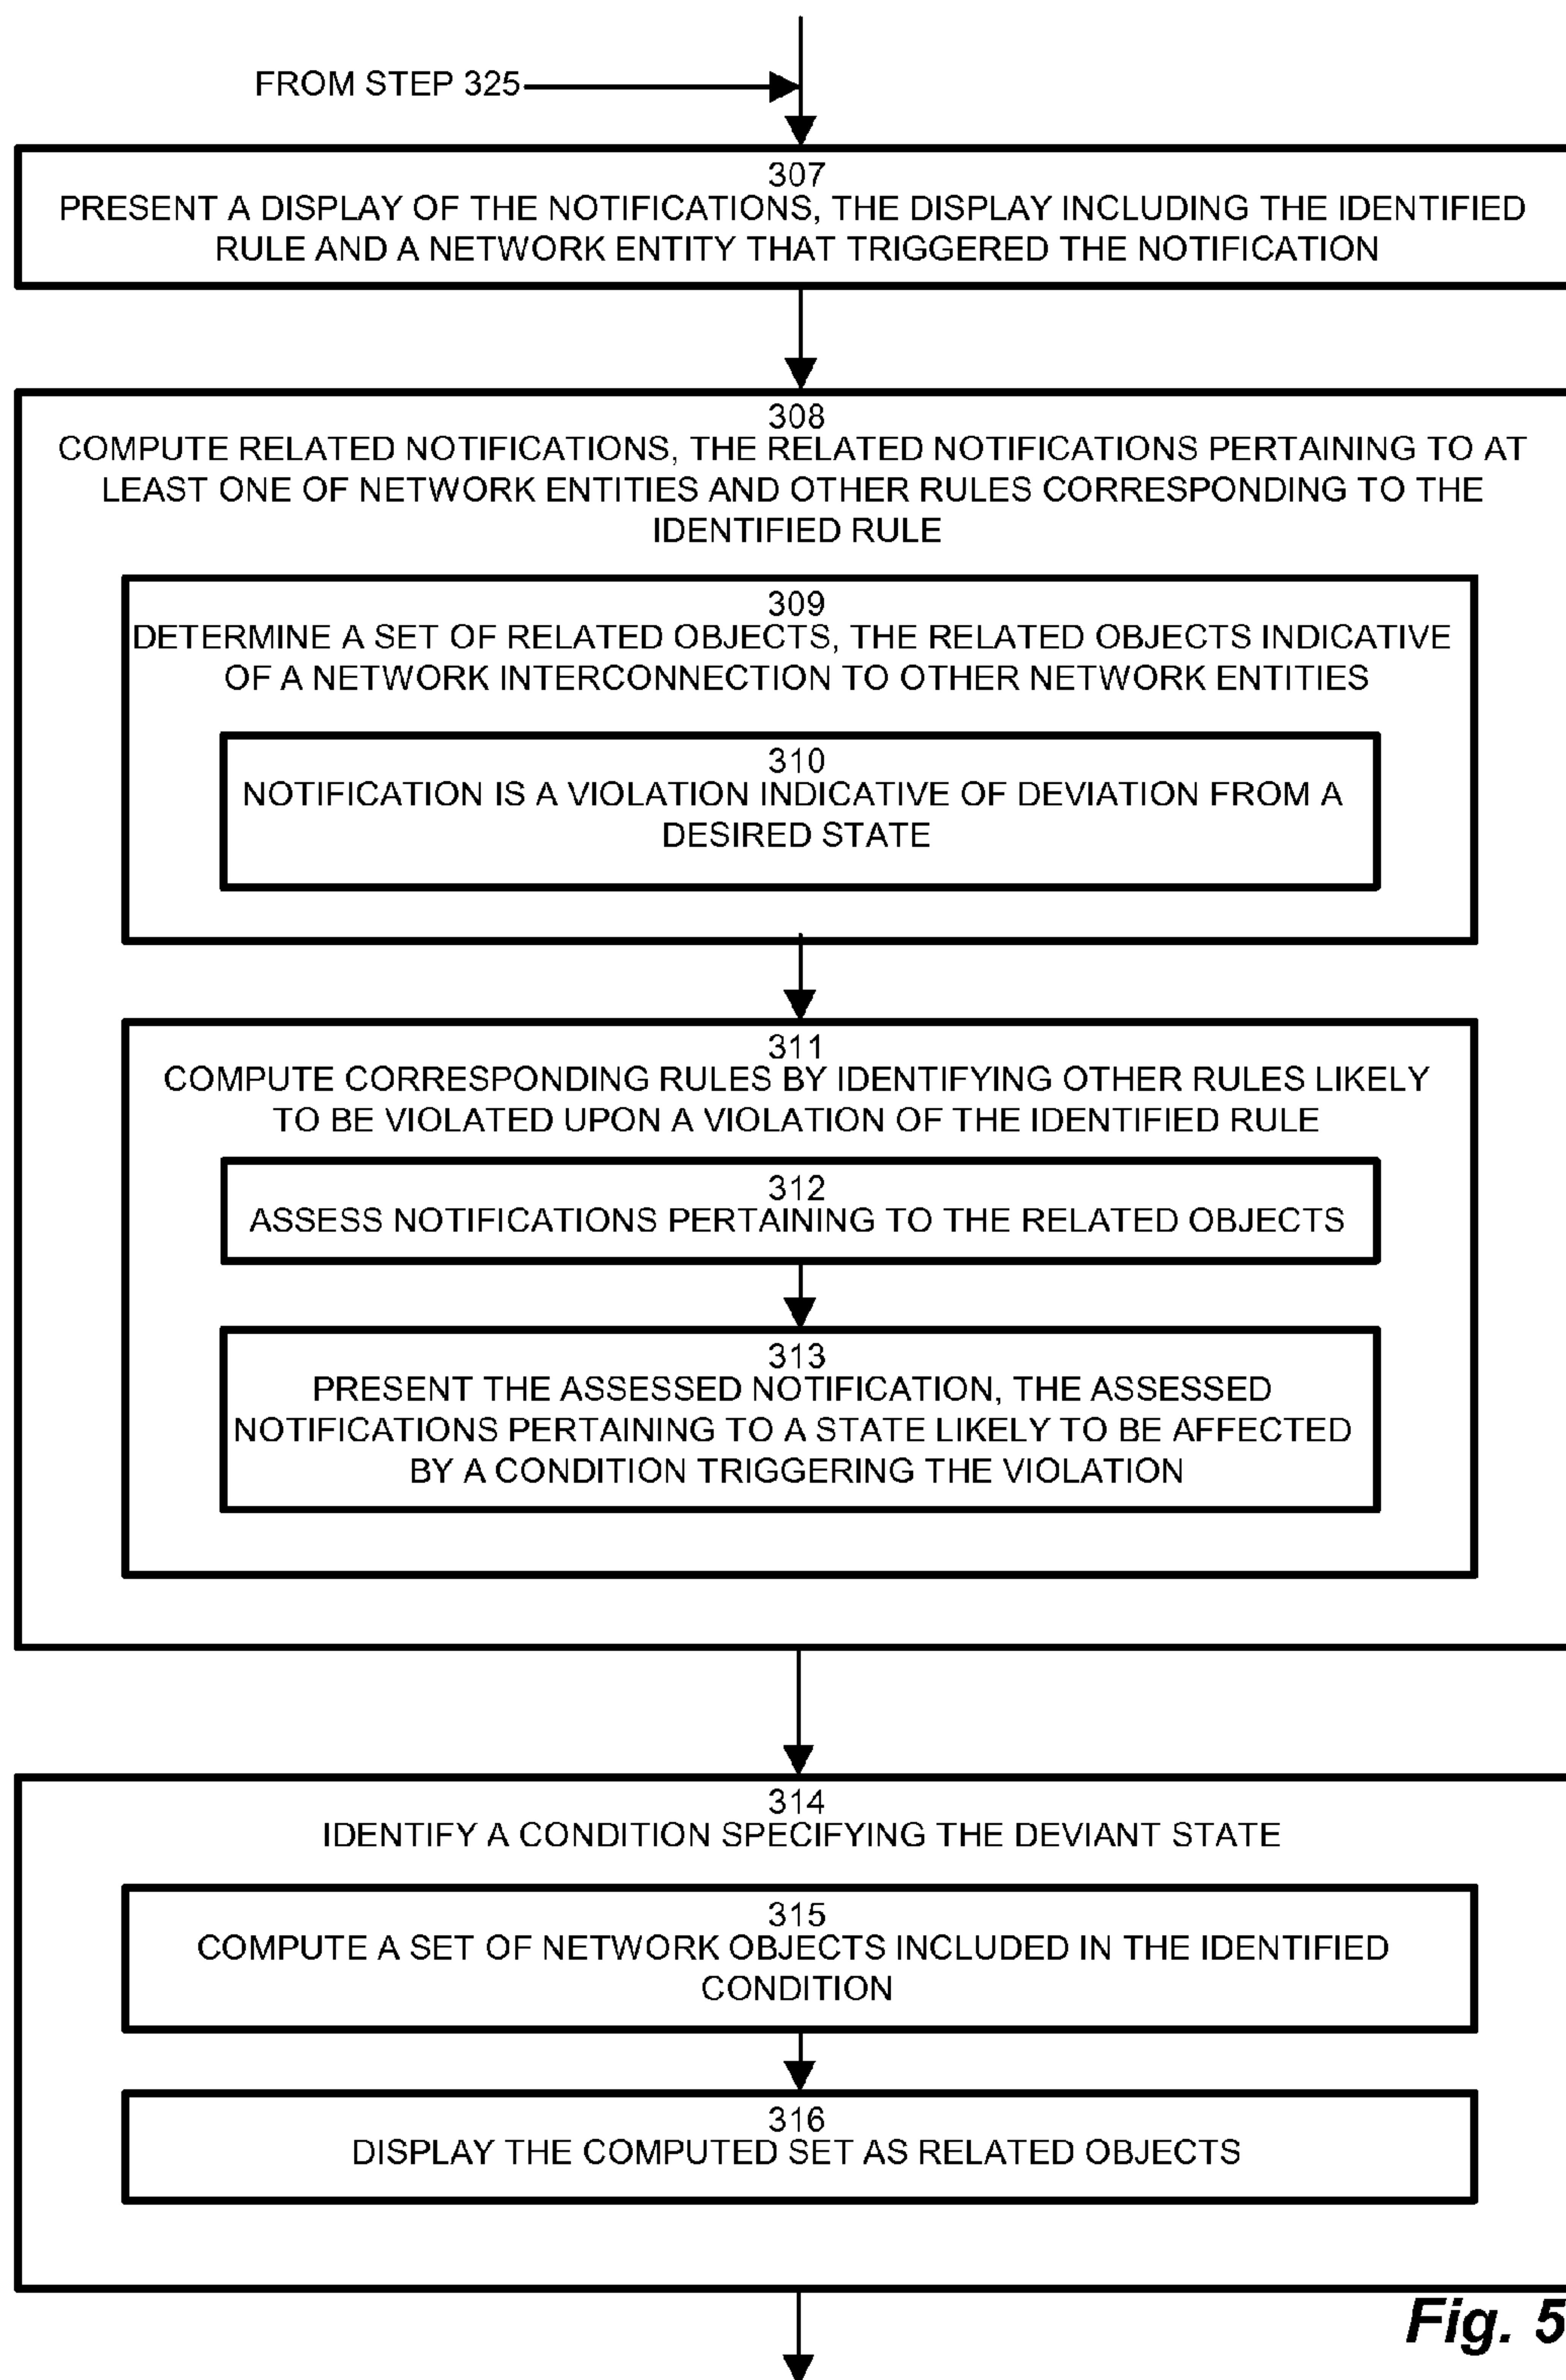 FROM STEP 325
307
PRESENT A DISPLAY OF THE NOTIFICATIONS, THE DISPLAY INCLUDING THE IDENTIFIED
RULE AND A NETWORK ENTITY THAT TRIGGERED THE NOTIFICATION
308
COMPUTE RELATED NOTIFICATIONS, THE RELATED NOTIFICATIONS PERTAINING TO AT
LEAST ONE OF NETWORK ENTITIES AND OTHER RULES CORRESPONDING TO THE
IDENTIFIED RULE
309
DETERMINE A SET OF RELATED OBJECTS, THE RELATED OBJECTS INDICATIVE
OF A NETWORK INTERCONNECTION TO OTHER NETWORK ENTITIES
310
NOTIFICATION IS A VIOLATION INDICATIVE OF DEVIATION FROM A
DESIRED STATE
311
COMPUTE CORRESPONDING RULES BY IDENTIFYING OTHER RULES LIKELY
TO BE VIOLATED UPON A VIOLATION OF THE IDENTIFIED RULE
312
ASSESS NOTIFICATIONS PERTAINING TO THE RELATED OBJECTS
313
PRESENT THE ASSESSED NOTIFICATION, THE ASSESSED
NOTIFICATIONS PERTAINING TO A STATE LIKELY TO BE AFFECTED
BY A CONDITION TRIGGERING THE VIOLATION
314
IDENTIFY A CONDITION SPECIFYING THE DEVIANT STATE
315
COMPUTE A SET OF NETWORK OBJECTS INCLUDED IN THE IDENTIFIED
CONDITION
316
DISPLAY THE COMPUTED SET AS RELATED OBJECTS
Fig. 5